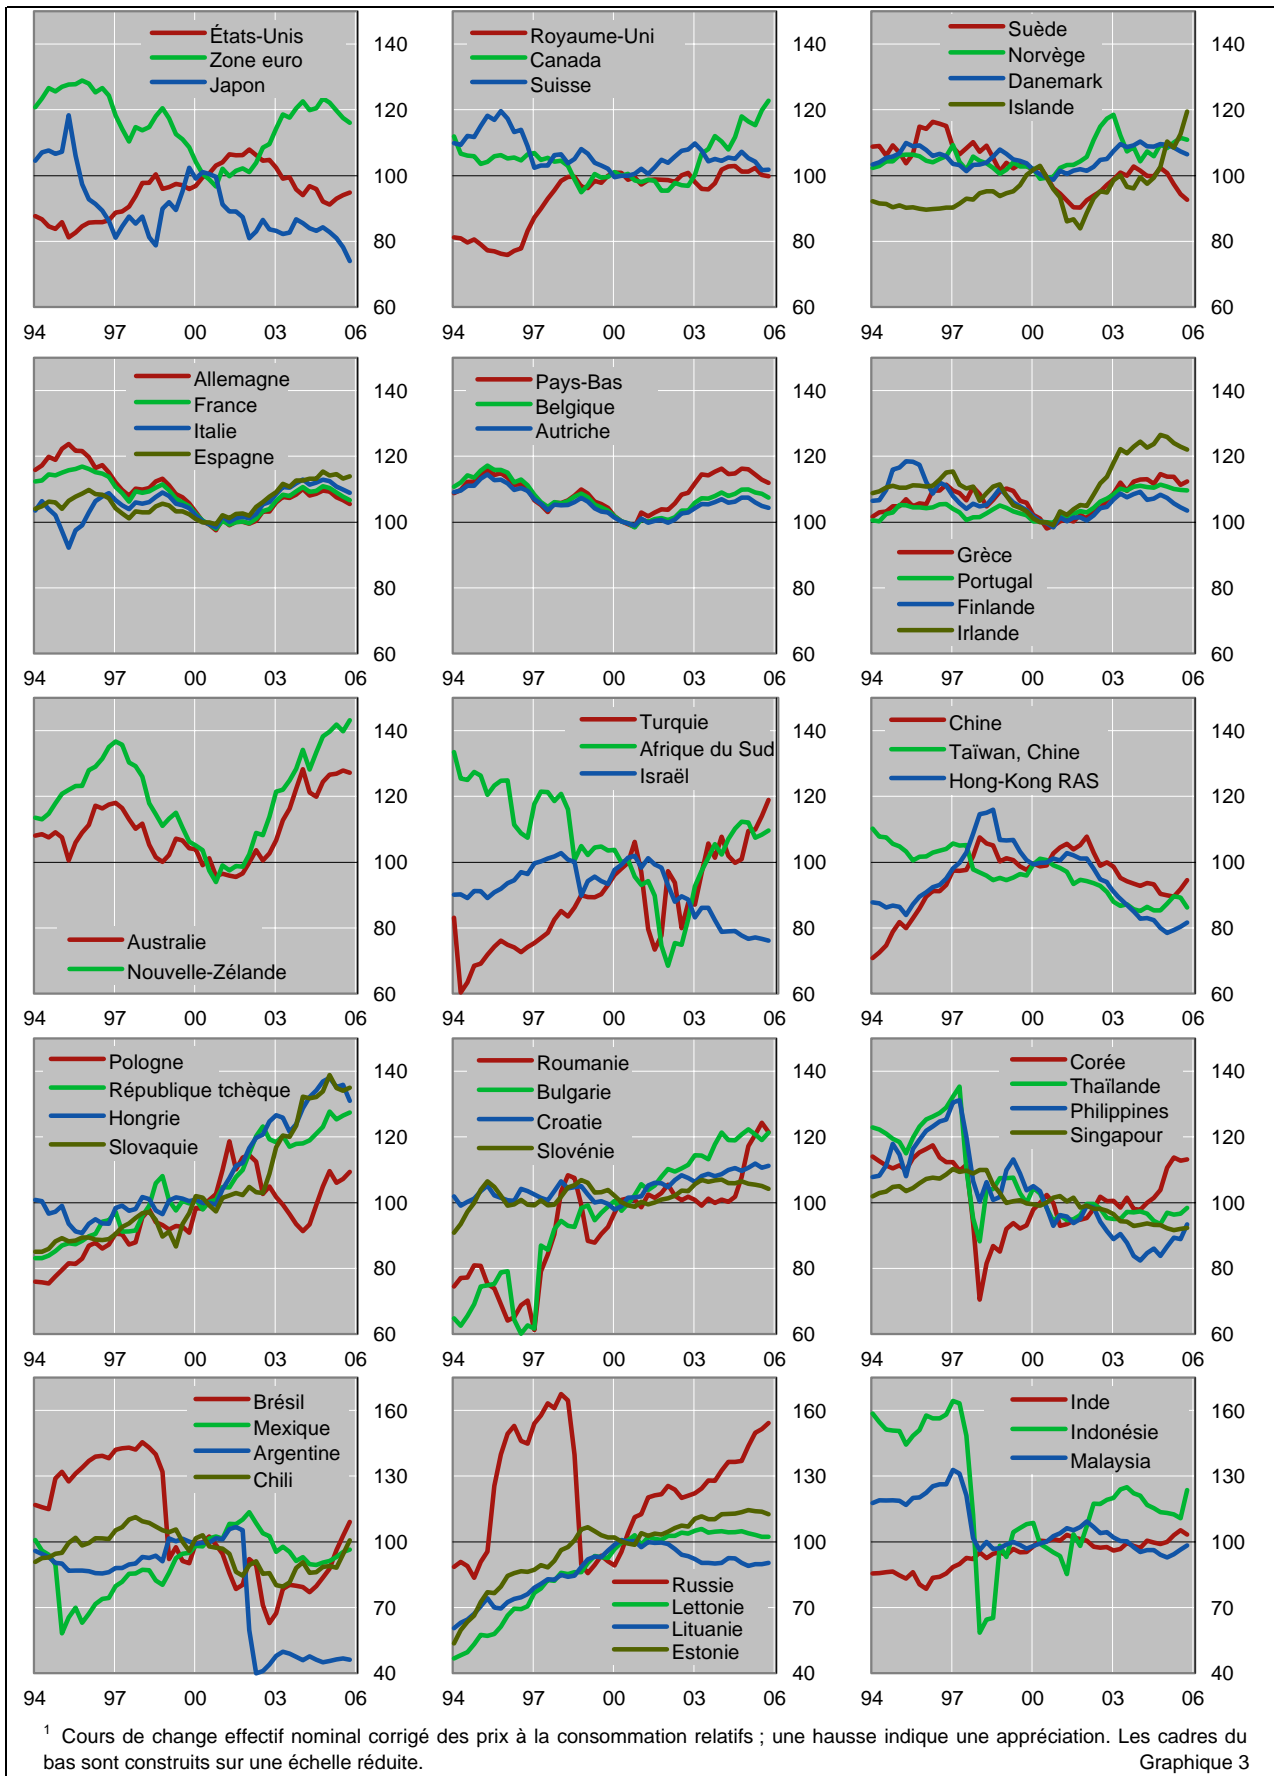 États-Unis
Zone euro
Japon
140
120
100
80
60
94 97 00 03 06
Royaume-Uni
Canada
Suisse
140
120
100
80
60
94 97 00 03 06
Suède
Norvège
Danemark
Islande
140
120
100
80
60
94 97 00 03 06
Allemagne
France
Italie
Espagne
140
120
100
80
60
94 97 00 03 06
Pays-Bas
Belgique
Autriche
140
120
100
80
60
94 97 00 03 06
Grèce
Portugal
Finlande
Irlande
140
120
100
80
60
94 97 00 03 06
Australie
Nouvelle-Zélande
140
120
100
80
60
94 97 00 03 06
Turquie
Afrique du Sud
Israël
140
120
100
80
60
94 97 00 03 06
Chine
Taïwan, Chine
Hong-Kong RAS
140
120
100
80
60
94 97 00 03 06
Pologne
République tchèque
Hongrie
Slovaquie
140
120
100
80
60
94 97 00 03 06
Roumanie
Bulgarie
Croatie
Slovénie
140
120
100
80
60
94 97 00 03 06
Corée
Thaïlande
Philippines
Singapour
140
120
100
80
60
94 97 00 03 06
Brésil
Mexique
Argentine
Chili
160
130
100
70
40
94 97 00 03 06
Russie
Lettonie
Lituanie
Estonie
160
130
100
70
40
94 97 00 03 06
Inde
Indonésie
Malaysia
160
130
100
70
40
94 97 00 03 06
1 Cours de change effectif nominal corrigé des prix à la consommation relatifs ; une hausse indique une appréciation. Les cadres du
bas sont construits sur une échelle réduite. Graphique 3